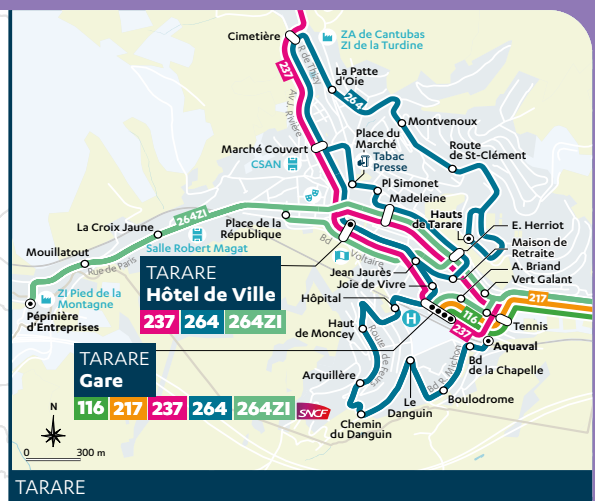 Cimetière
ZA de Cantubas
ZI de la Turdine
237
R. de Thizy
La Patte
d'Oie
264
Av. J. Rivière
Montvenoux
Place du
Marché
Route
de St-Clément
Marché Couvert
CSAN
Tabac
Presse
Pl Simonet
Madeleine
264ZI
Hauts
de Tarare
E. Herriot
La Croix Jaune
Place de la
République
Maison de
Retraite
Salle Robert Magat
Mouillatout
Rue de Paris
Bd Voltaire
A. Briand
Vert Galant
TARARE
Hôtel de Ville
237 264 264ZI
Jean Jaurès
Joie de Vivre
Hôpital
H
217
116
237
ZI Pied de la
Montagne
Pépinière
d'Entreprises
Tennis
Haut
de Moncey
Route de Feurs
Aquaval
Bd R. Michon
Bd
de la Chapelle
TARARE
Gare
116 217 237 264 264ZI SNCF
Arquillère
Boulodrome
Le
Danguin
Chemin
du Danguin
N
0 300 m
TARARE